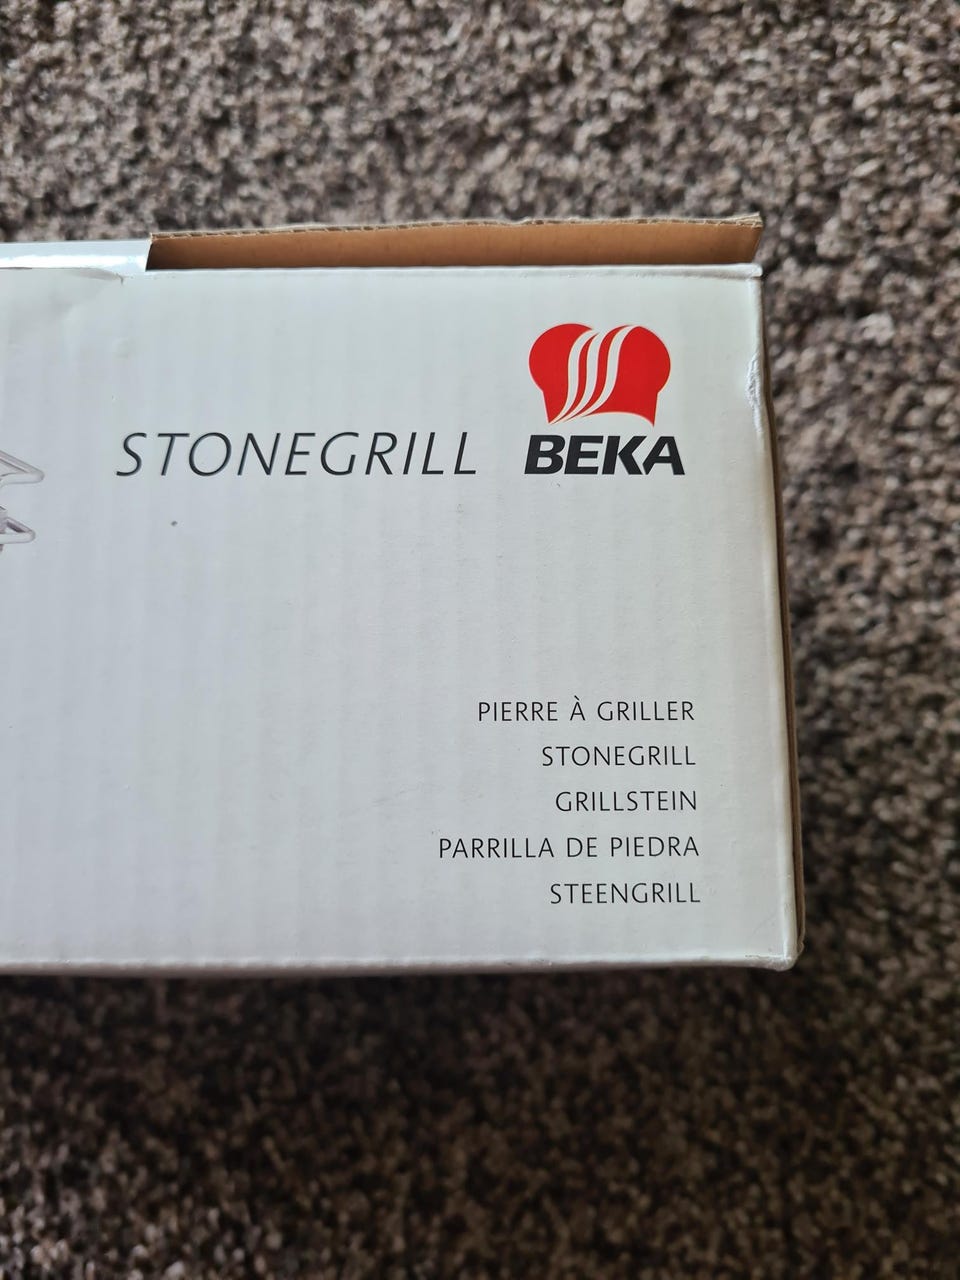 STONEGRILL
BEKA
PIERRE À GRILLER
STONEGRILL
GRILLSTEIN
PARRILLA DE PIEDRA
STEENGRILL